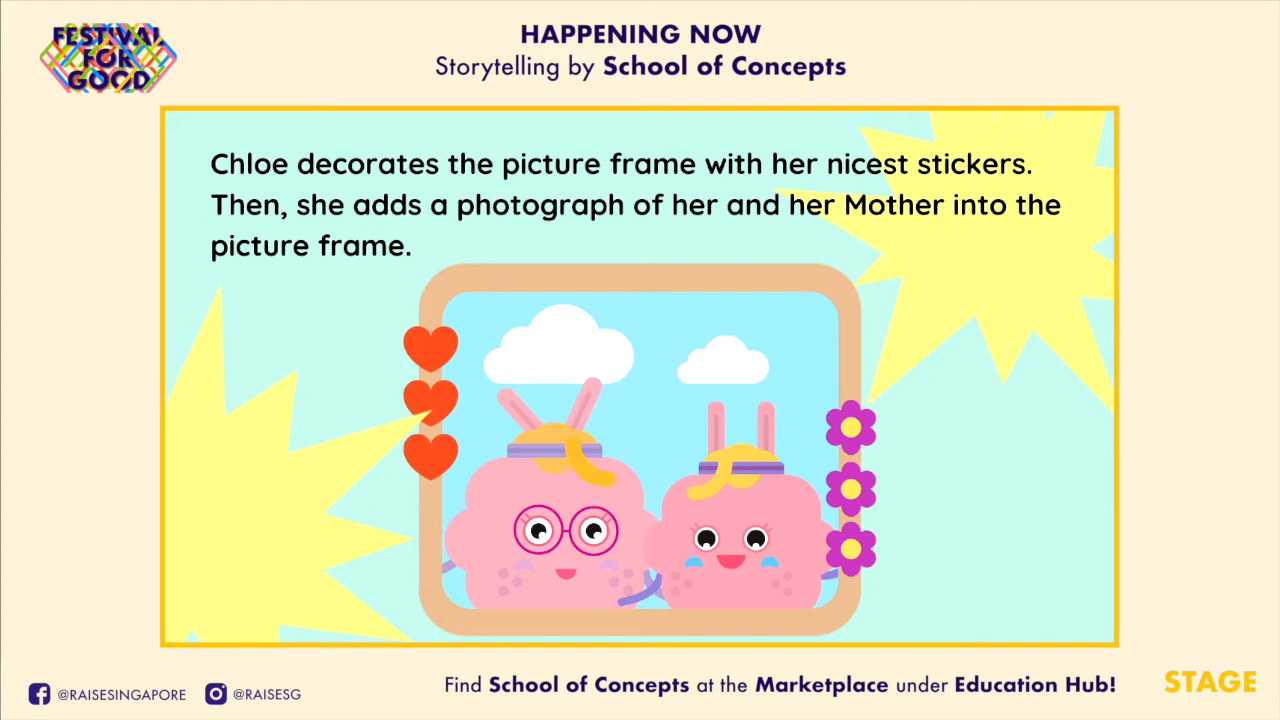 FESTIVAL
FOR
GOOD
HAPPENING NOW
Storytelling by School of Concepts
Chloe decorates the picture frame with her nicest stickers.
Then, she adds a photograph of her and her Mother into the
picture frame.
@RAISESINGAPORE
@RAISESG
Find School of Concepts at the Marketplace under Education Hub!
STAGE